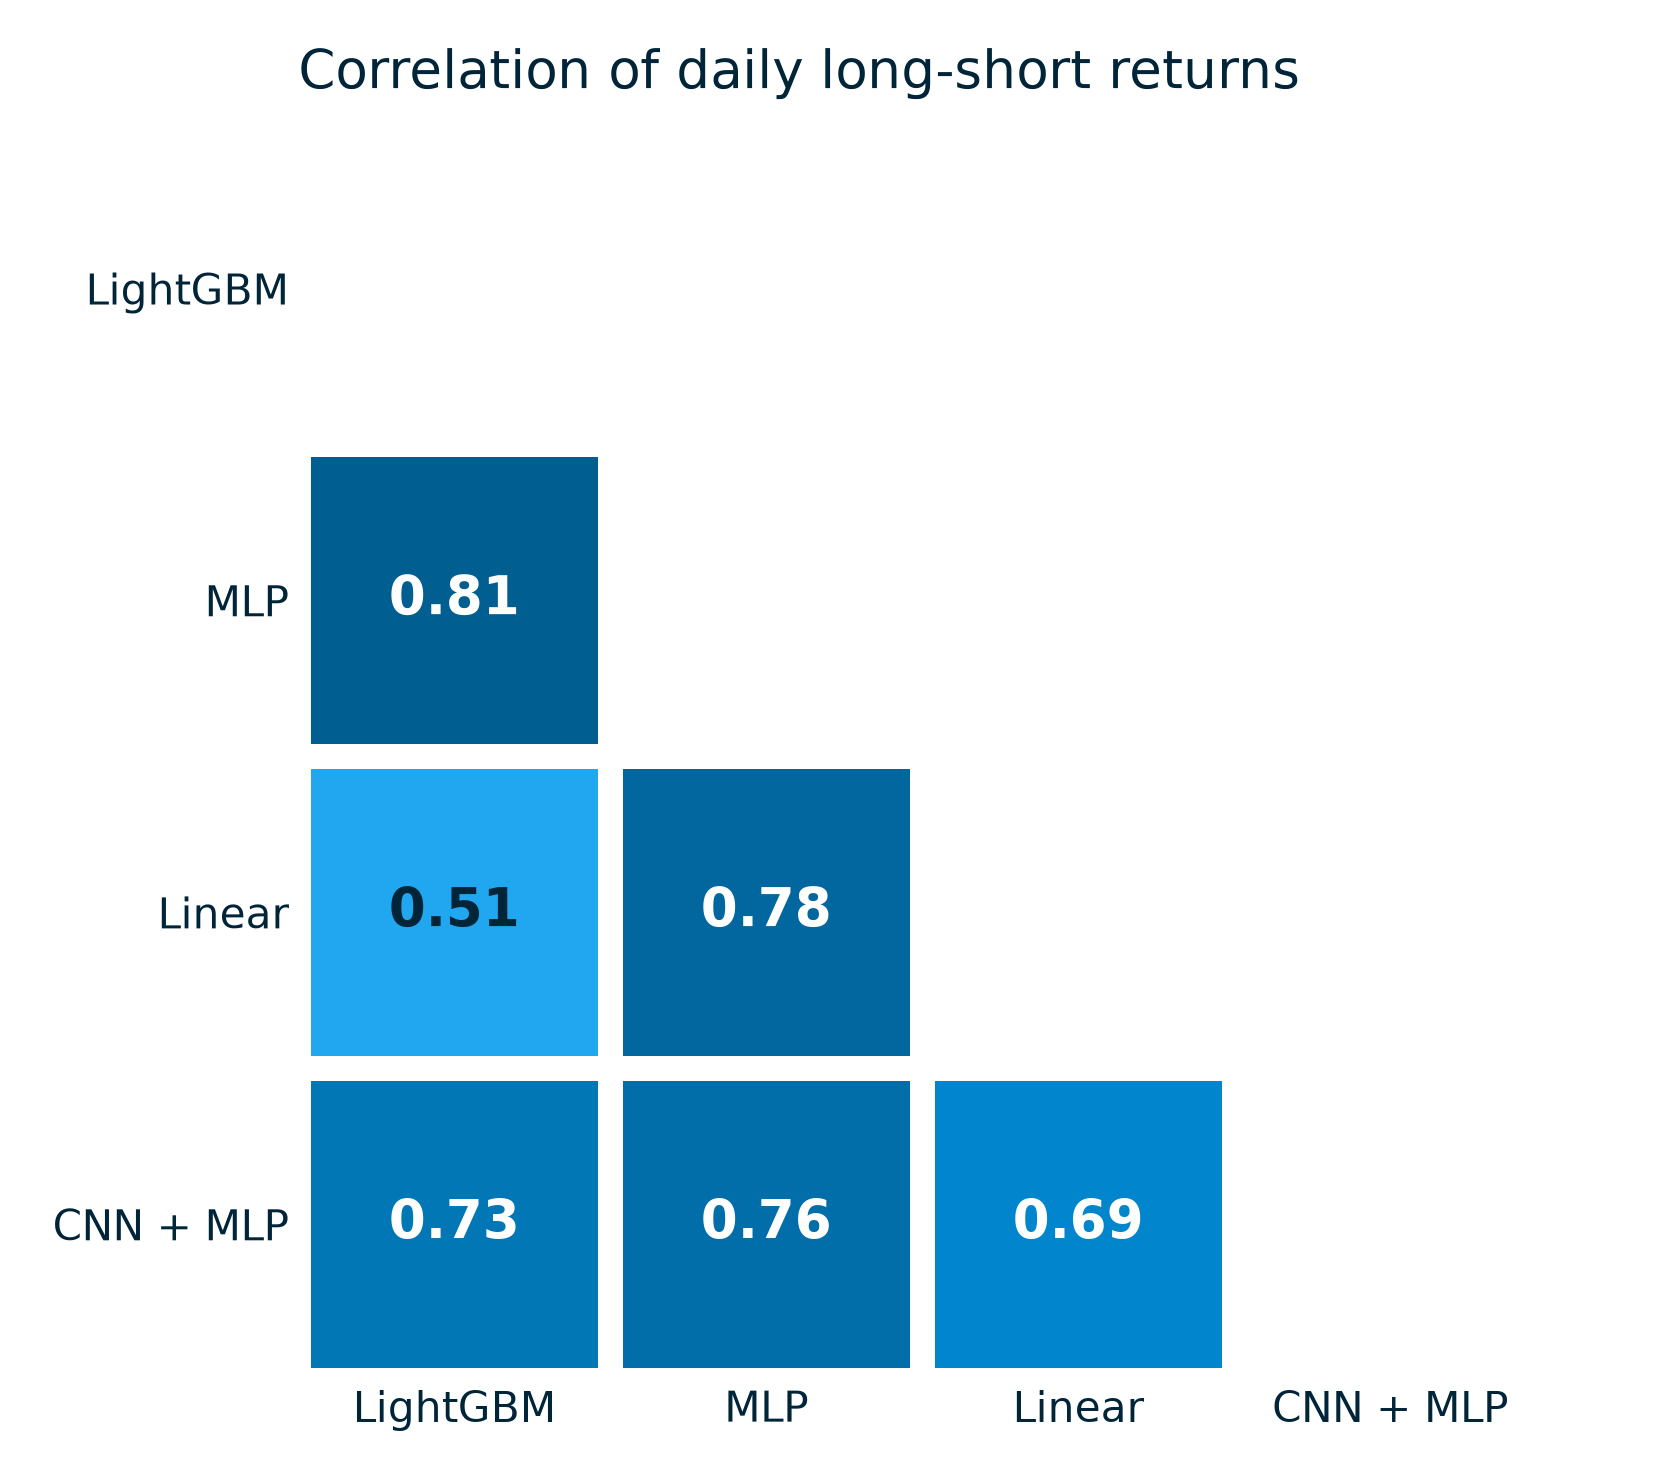 Correlation of daily long-short returns
LightGBM
MLP
0.81
Linear
0.51
0.78
CNN + MLP
0.73
0.76
0.69
LightGBM
MLP
Linear
CNN + MLP